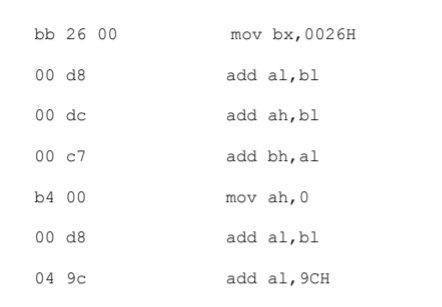 bb 26 00 mov bx,0026H
00 d8 add al,bl
00 dc add ah,bl
00 c7 add bh,al
b4 00 mov ah,0
00 d8 add al,bl
04 9c add al,9CH